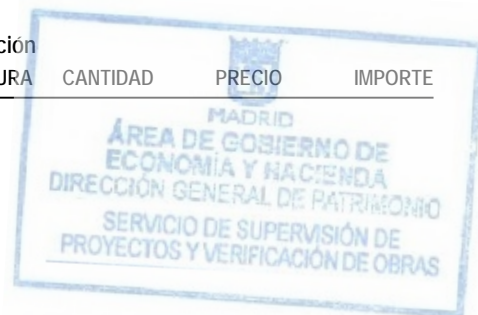 ción
URA CANTIDAD PRECIO IMPORTE
MADRID
ÁREA DE GOBIERNO DE
ECONOMÍA Y HACIENDA
DIRECCIÓN GENERAL DE PATRIMONIO
SERVICIO DE SUPERVISIÓN DE
PROYECTOS Y VERIFICACIÓN DE OBRAS